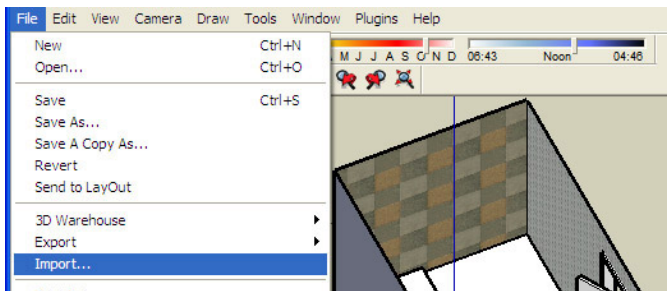 File Edit View Camera Draw Tools Window Plugins Help
New Ctrl+N
Open... Ctrl+O
M J J A S O N D 06:43 Noon 04:46
Save Ctrl+S
Save As...
Save A Copy As...
Revert
Send to LayOut
3D Warehouse
Export
Import...